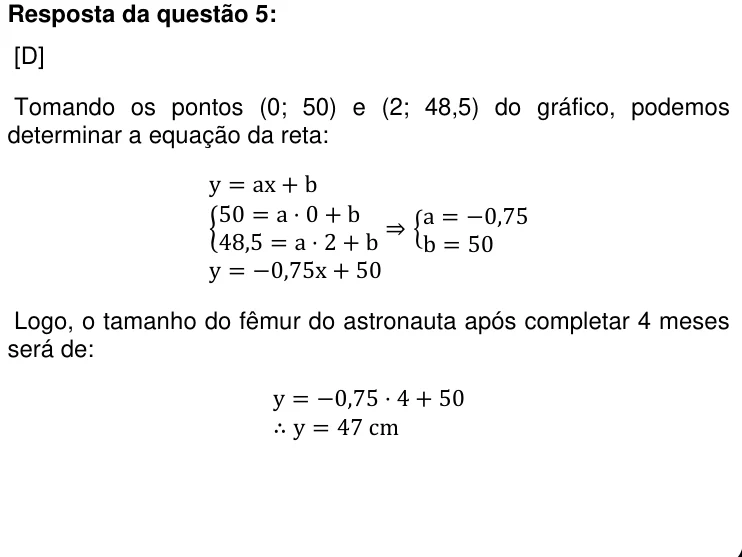 Resposta da questão 5:
[D]
Tomando os pontos (0; 50) e (2; 48,5) do gráfico, podemos
determinar a equação da reta:
y = ax + b
{50 = a · 0 + b
{48,5 = a · 2 + b ⇒ {a = −0,75
{b = 50
y = −0,75x + 50
Logo, o tamanho do fêmur do astronauta após completar 4 meses
será de:
y = −0,75 · 4 + 50
∴ y = 47 cm